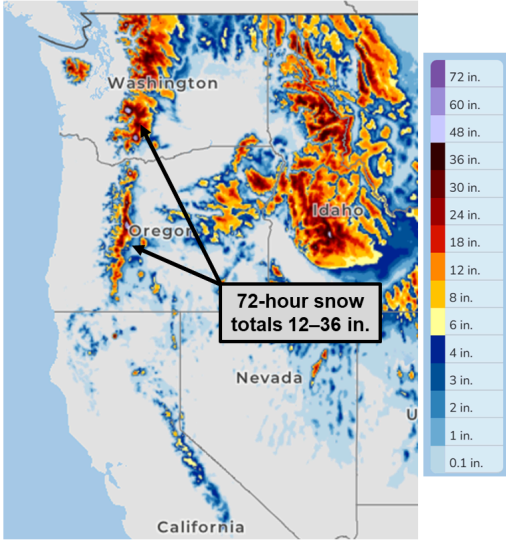 Washington
Oregon
Idaho
72-hour snow
totals 12–36 in.
Nevada
U
California
72 in.
60 in.
48 in.
36 in.
30 in.
24 in.
18 in.
12 in.
8 in.
6 in.
4 in.
3 in.
2 in.
1 in.
0.1 in.